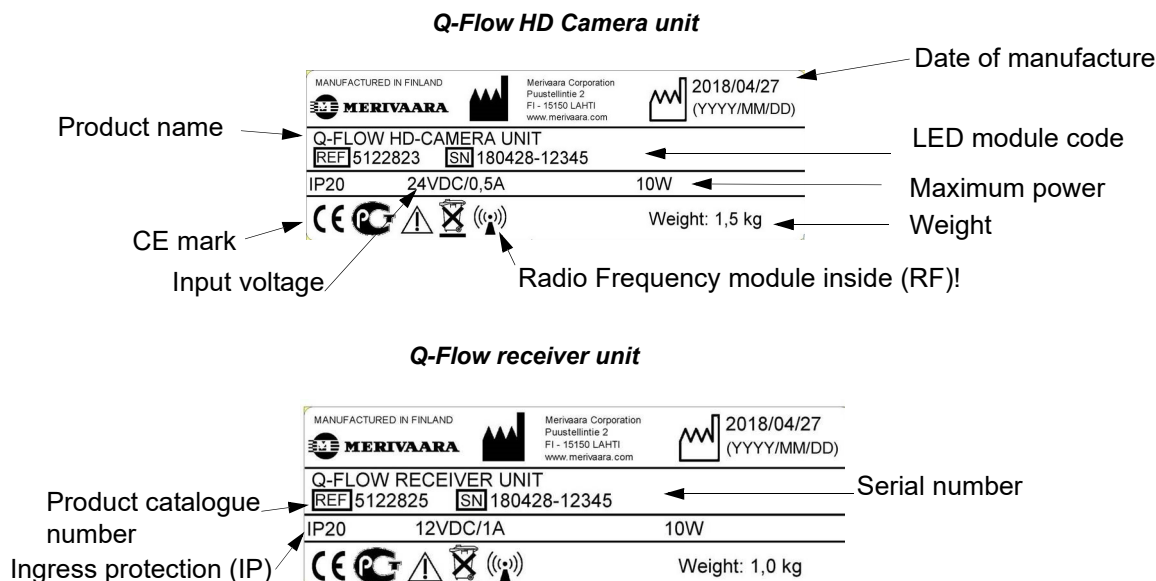 Q-Flow HD Camera unit
Date of manufacture
MANUFACTURED IN FINLAND
MERIVAARA
Merivaara Corporation
Puustellintie 2
FI - 15150 LAHTI
www.merivaara.com
2018/04/27
(YYYY/MM/DD)
Product name
Q-FLOW HD-CAMERA UNIT
REF 5122823 SN 180428-12345
LED module code
IP20 24VDC/0,5A 10W
Maximum power
CE PCT ((·)) Weight: 1,5 kg
Weight
CE mark
Input voltage
Radio Frequency module inside (RF)!
Q-Flow receiver unit
MANUFACTURED IN FINLAND
MERIVAARA
Merivaara Corporation
Puustellintie 2
FI - 15150 LAHTI
www.merivaara.com
2018/04/27
(YYYY/MM/DD)
Q-FLOW RECEIVER UNIT
REF 5122825 SN 180428-12345
Serial number
Product catalogue
number
IP20 12VDC/1A 10W
Ingress protection (IP)
CE PCT Weight: 1,0 kg